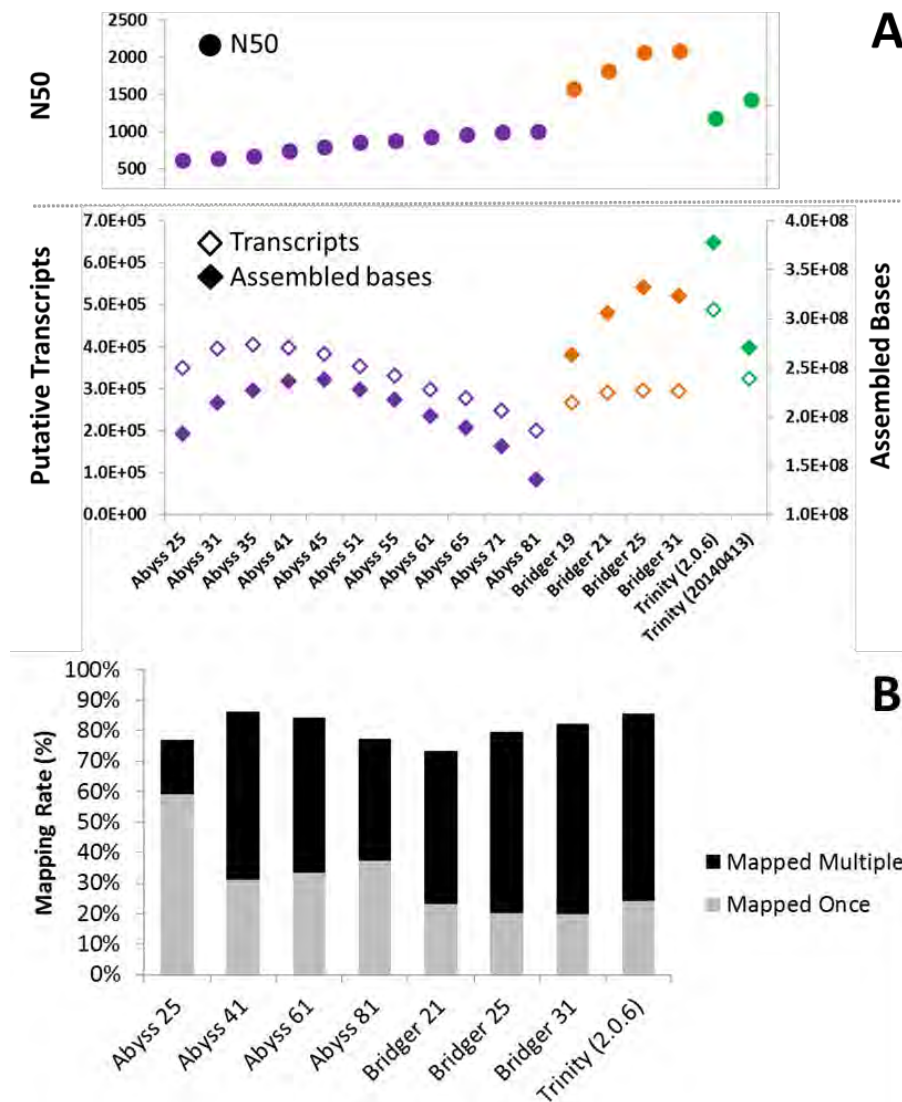 A
N50
2500
2000
1500
1000
500
N50
Putative Transcripts
7.0E+05
6.0E+05
5.0E+05
4.0E+05
3.0E+05
2.0E+05
1.0E+05
0.0E+00
Transcripts
Assembled bases
4.0E+08
3.5E+08
3.0E+08
2.5E+08
2.0E+08
1.5E+08
1.0E+08
Assembled Bases
Abyss 25
Abyss 31
Abyss 35
Abyss 41
Abyss 45
Abyss 51
Abyss 55
Abyss 61
Abyss 65
Abyss 71
Abyss 81
Bridger 19
Bridger 21
Bridger 25
Bridger 31
Trinity (2.0.6)
Trinity (20140413)
B
Mapping Rate (%)
100%
90%
80%
70%
60%
50%
40%
30%
20%
10%
0%
Mapped Multiple
Mapped Once
Abyss 25
Abyss 41
Abyss 61
Abyss 81
Bridger 21
Bridger 25
Bridger 31
Trinity (2.0.6)